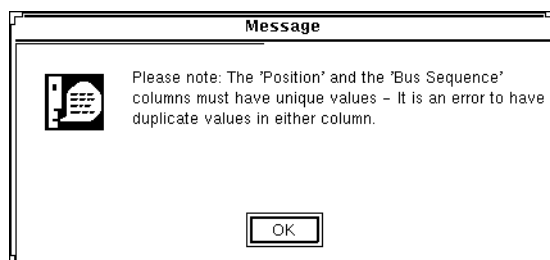 Message
Please note: The 'Position' and the 'Bus Sequence'
columns must have unique values – It is an error to have
duplicate values in either column.
OK